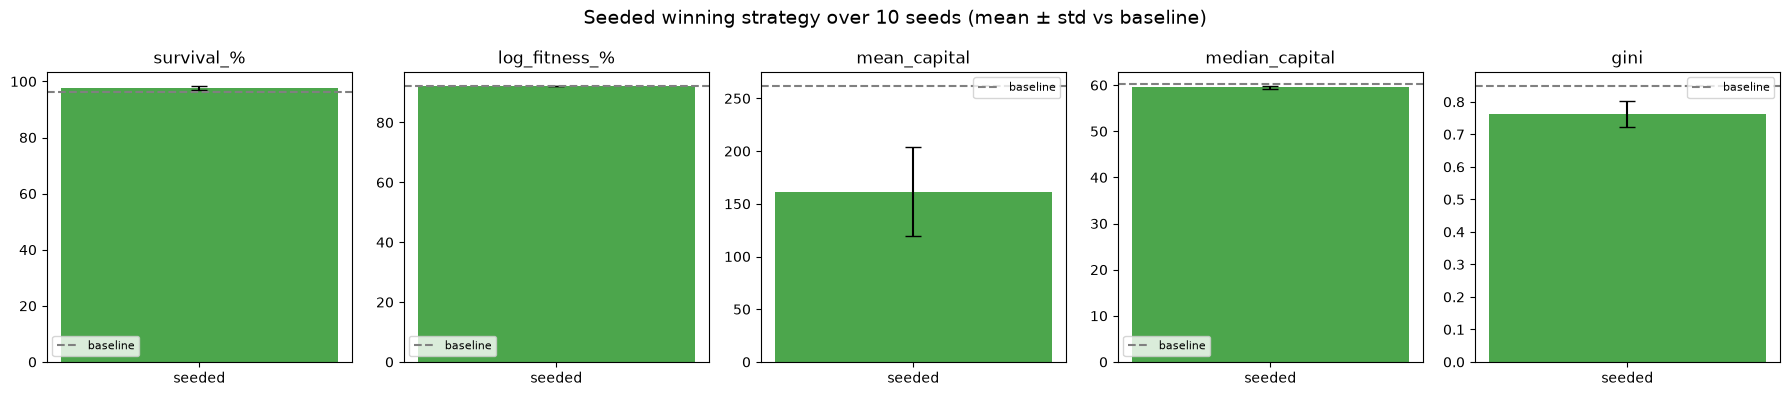 Seeded winning strategy over 10 seeds (mean ± std vs baseline)
survival_%
100
80
60
40
20
0
baseline
seeded
log_fitness_%
80
60
40
20
0
baseline
seeded
mean_capital
250
200
150
100
50
0
baseline
seeded
median_capital
60
50
40
30
20
10
0
baseline
seeded
gini
0.8
0.7
0.6
0.5
0.4
0.3
0.2
0.1
0.0
baseline
seeded